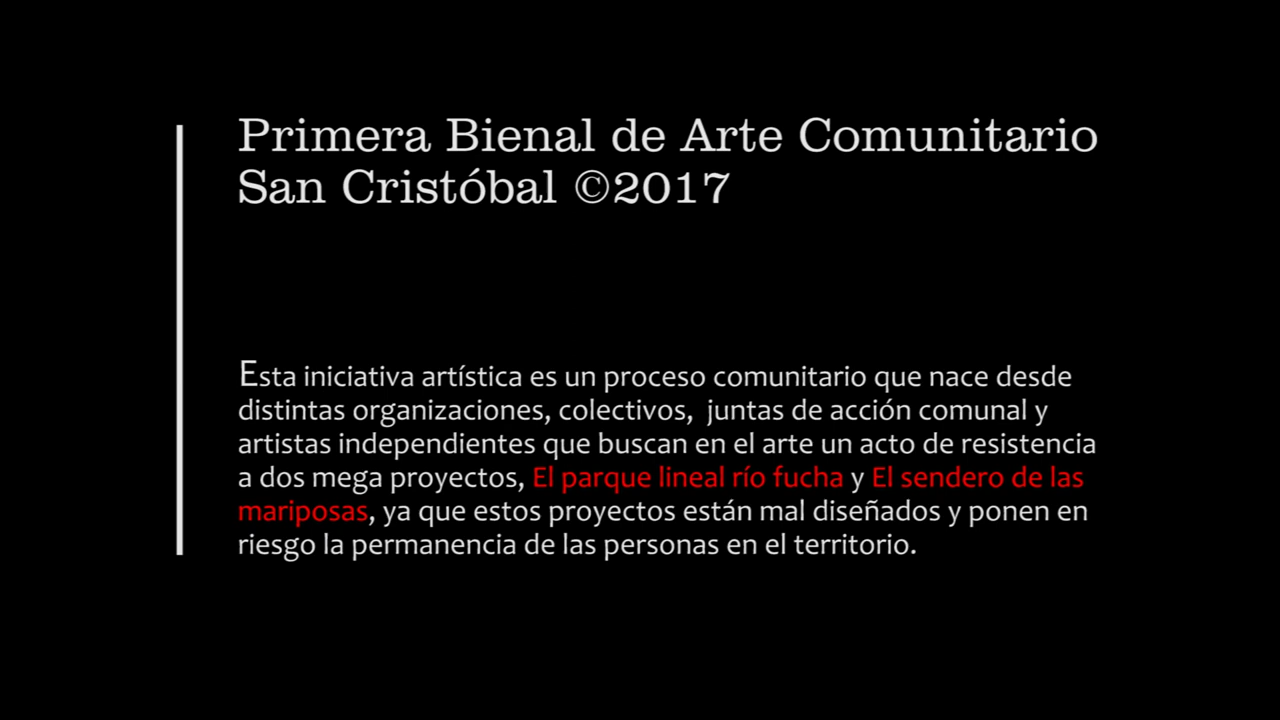 Primera Bienal de Arte Comunitario
San Cristóbal ©2017
Esta iniciativa artística es un proceso comunitario que nace desde
distintas organizaciones, colectivos,  juntas de acción comunal y
artistas independientes que buscan en el arte un acto de resistencia
a dos mega proyectos, El parque lineal río fucha y El sendero de las
mariposas, ya que estos proyectos están mal diseñados y ponen en
riesgo la permanencia de las personas en el territorio.